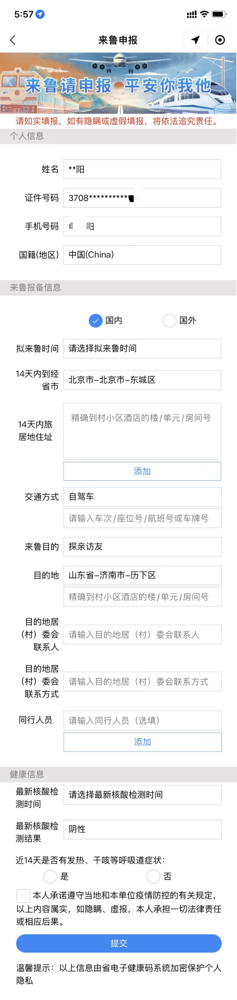 5:57
来鲁申报
来鲁请申报 平安你我他
请如实填报，如有隐瞒或虚假填报，将依法追究责任。
个人信息
姓名 **阳
证件号码 3708**********
手机号码
国籍(地区) 中国(China)
来鲁报备信息
国内 国外
拟来鲁时间 请选择拟来鲁时间
14天内到经
省市
北京市–北京市–东城区
14天内旅
居地住址
精确到村小区酒店的楼/单元/房间号
添加
交通方式 自驾车
请输入车次/座位号/航班号或车牌号
来鲁目的 探亲访友
目的地 山东省–济南市–历下区
精确到村小区酒店的楼/单元/房间号
目的地居
（村）委会
联系人
请输入目的地居（村）委会联系人
目的地居
（村）委会
联系方式
请输入目的地居（村）委会联系方式
同行人员 请输入同行人员（选填）
添加
健康信息
最新核酸检
测时间
请选择最新核酸检测时间
最新核酸检
测结果
阴性
近14天是否有发热、干咳等呼吸道症状：
是 否
本人承诺遵守当地和本单位疫情防控的有关规定，
以上内容属实，如隐瞒、虚报，本人承担一切法律责任
或相应后果。
提交
温馨提示：以上信息由省电子健康码系统加密保护个人
隐私